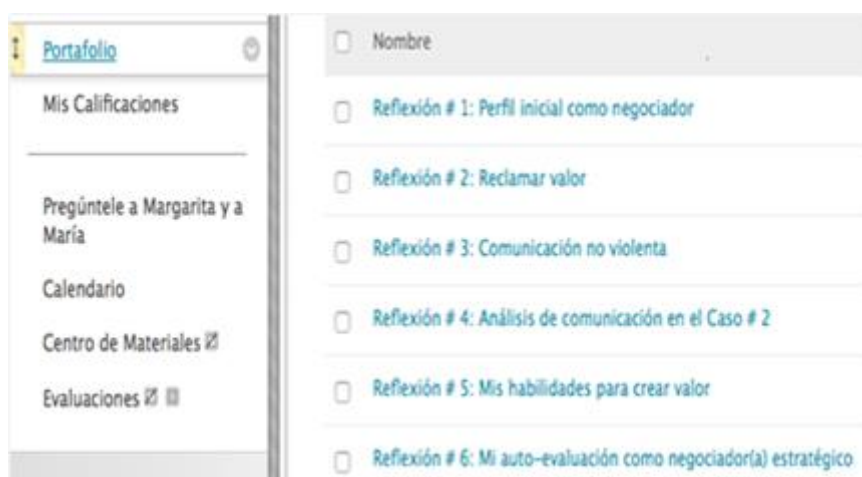 Portafolio
Mis Calificaciones
Pregúntele a Margarita y a
María
Calendario
Centro de Materiales
Evaluaciones
Nombre
Reflexión # 1: Perfil inicial como negociador
Reflexión # 2: Reclamar valor
Reflexión # 3: Comunicación no violenta
Reflexión # 4: Análisis de comunicación en el Caso # 2
Reflexión # 5: Mis habilidades para crear valor
Reflexión # 6: Mi auto-evaluación como negociador(a) estratégico